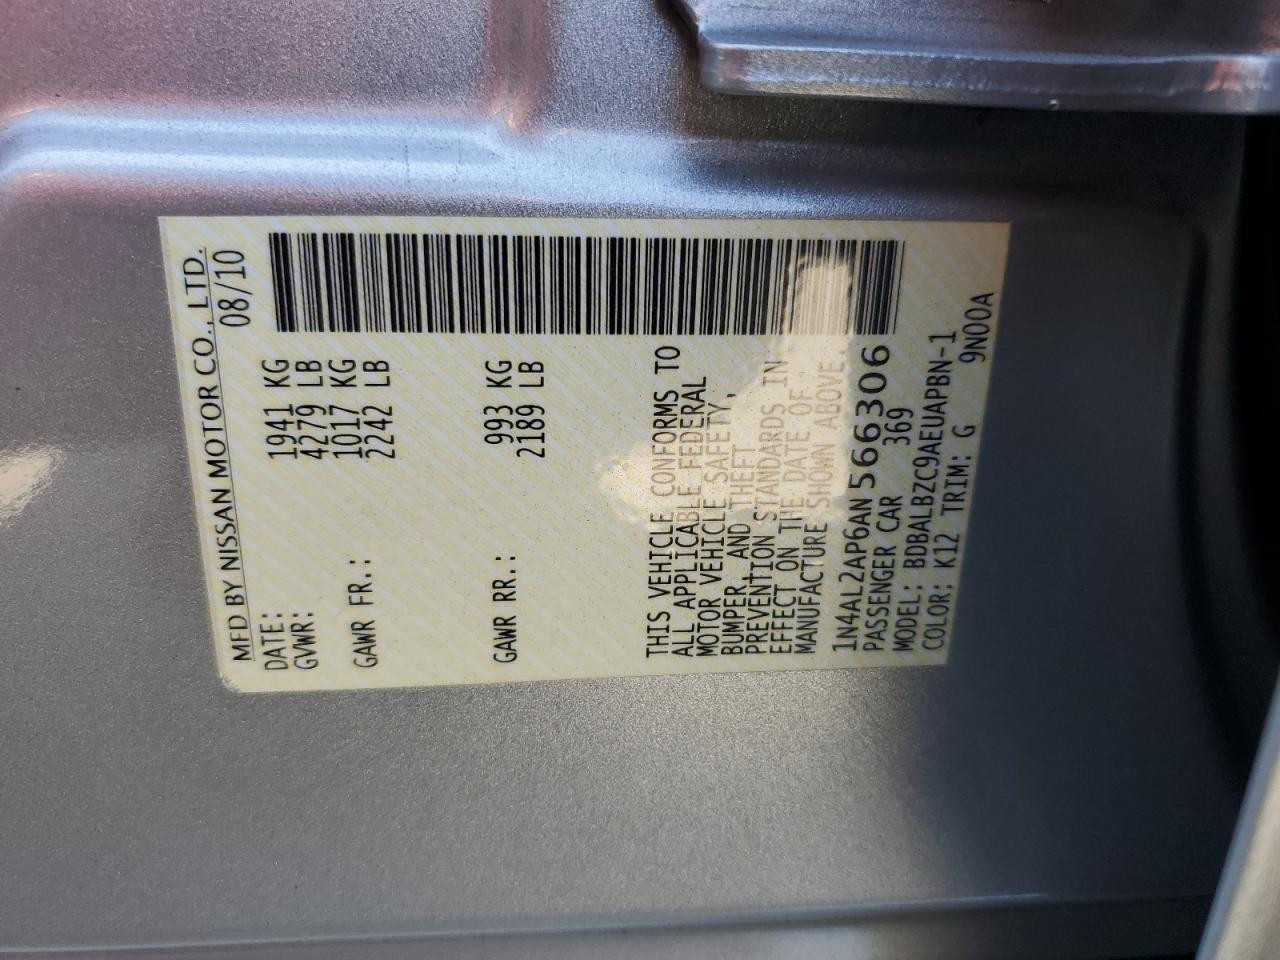 MFD BY NISSAN MOTOR CO., LTD.
DATE: 08/10
GVWR: 1941 KG
4279 LB
GAWR FR.: 1017 KG
2242 LB
GAWR RR.: 993 KG
2189 LB
THIS VEHICLE CONFORMS TO
ALL APPLICABLE FEDERAL
MOTOR VEHICLE SAFETY,
BUMPER, AND THEFT
PREVENTION STANDARDS IN
EFFECT ON THE DATE OF
MANUFACTURE SHOWN ABOVE.
1N4AL2AP6AN566306
PASSENGER CAR 369
MODEL: BDBALBZC9AEUAPBN-1
COLOR: K12 TRIM: G 9N00A